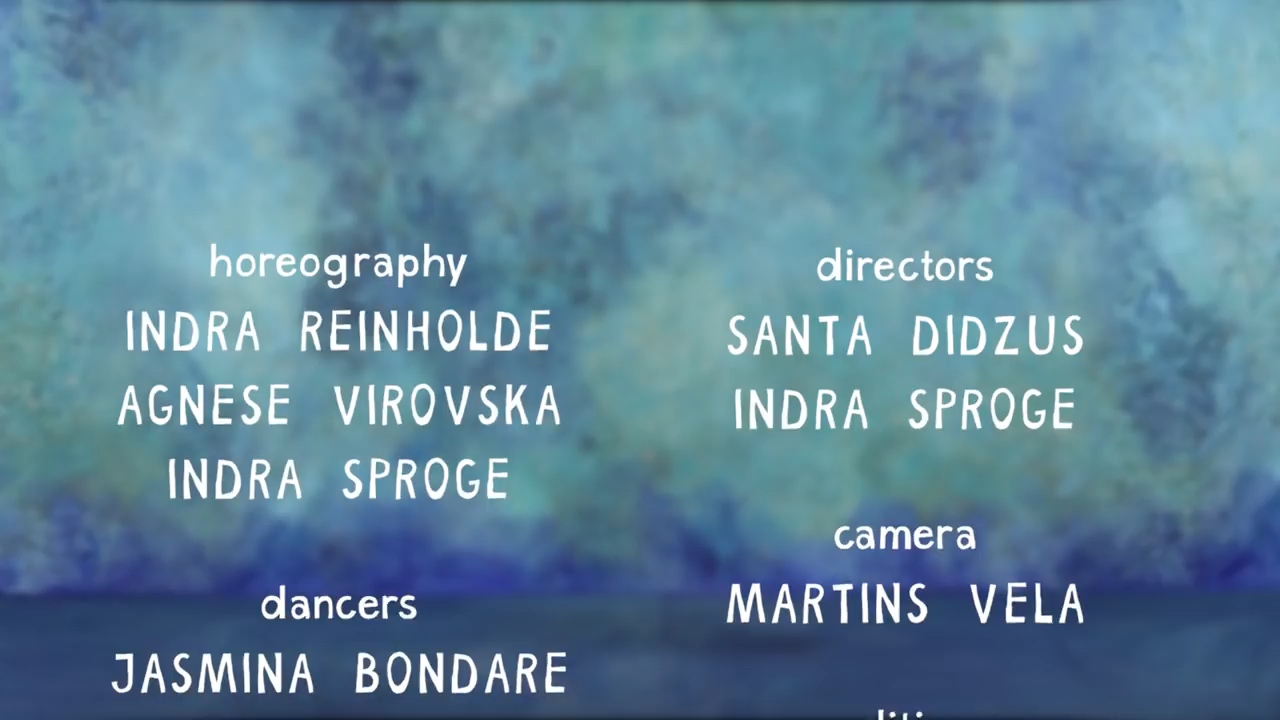 horeography
INDRA REINHOLDE
AGNESE VIROVSKA
INDRA SPROGE
dancers
JASMINA BONDARE
directors
SANTA DIDZUS
INDRA SPROGE
camera
MARTINS VELA